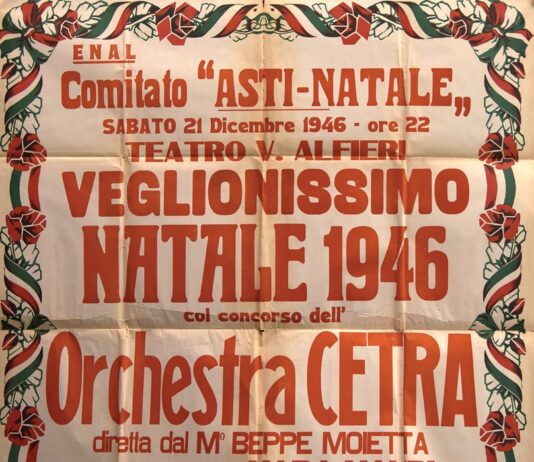 ENAL
Comitato "ASTI-NATALE„
SABATO 21 Dicembre 1946 - ore 22
TEATRO V. ALFIERI
VEGLIONISSIMO
NATALE 1946
col concorso dell'
Orchestra CETRA
diretta dal Mº BEPPE MOIETTA